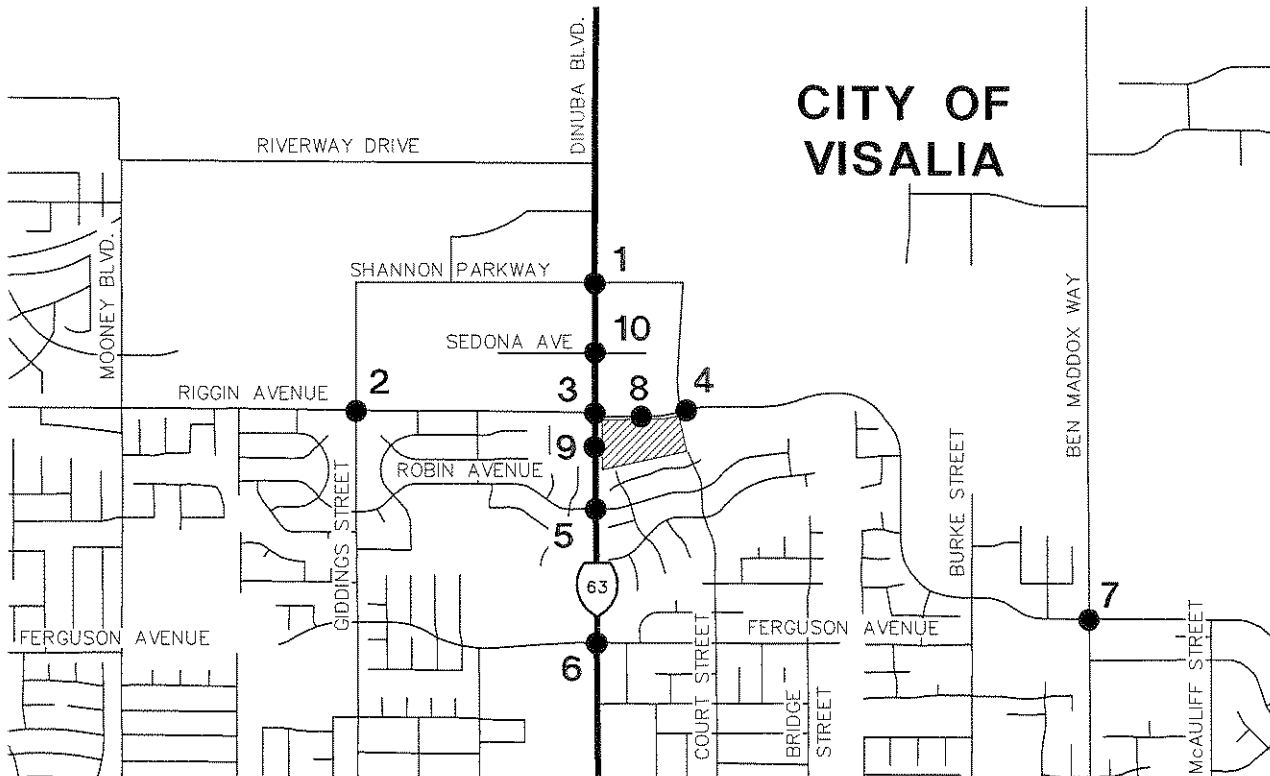 DINUBA BLVD.
CITY OF
VISALIA
RIVERWAY DRIVE
MOONEY BLVD.
SHANNON PARKWAY
1
BEN MADDOX WAY
SEDONA AVE
10
RIGGIN AVENUE
2
3
8
4
9
ROBIN AVENUE
5
GIDDINGS STREET
BURKE STREET
63
7
FERGUSON AVENUE
6
FERGUSON AVENUE
COURT STREET
BRIDGE
STREET
McAULIFF STREET